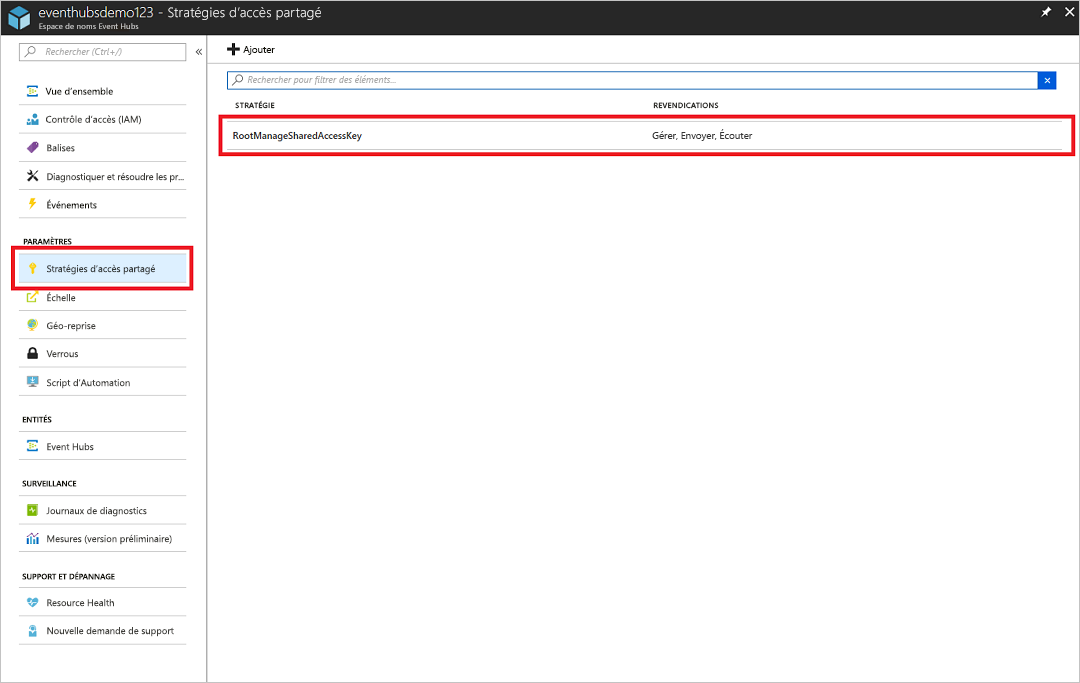 eventhubsdemo123 - Stratégies d'accès partagé
Espace de noms Event Hubs
Rechercher (Ctrl+/)
«
Vue d'ensemble
Contrôle d'accès (IAM)
Balises
Diagnostiquer et résoudre les pr...
Événements
PARAMÈTRES
Stratégies d'accès partagé
Échelle
Géo-reprise
Verrous
Script d'Automation
ENTITÉS
Event Hubs
SURVEILLANCE
Journaux de diagnostics
Mesures (version préliminaire)
SUPPORT ET DÉPANNAGE
Resource Health
Nouvelle demande de support
Ajouter
Rechercher pour filtrer des éléments...
STRATÉGIE REVENDICATIONS
RootManageSharedAccessKey Gérer, Envoyer, Écouter